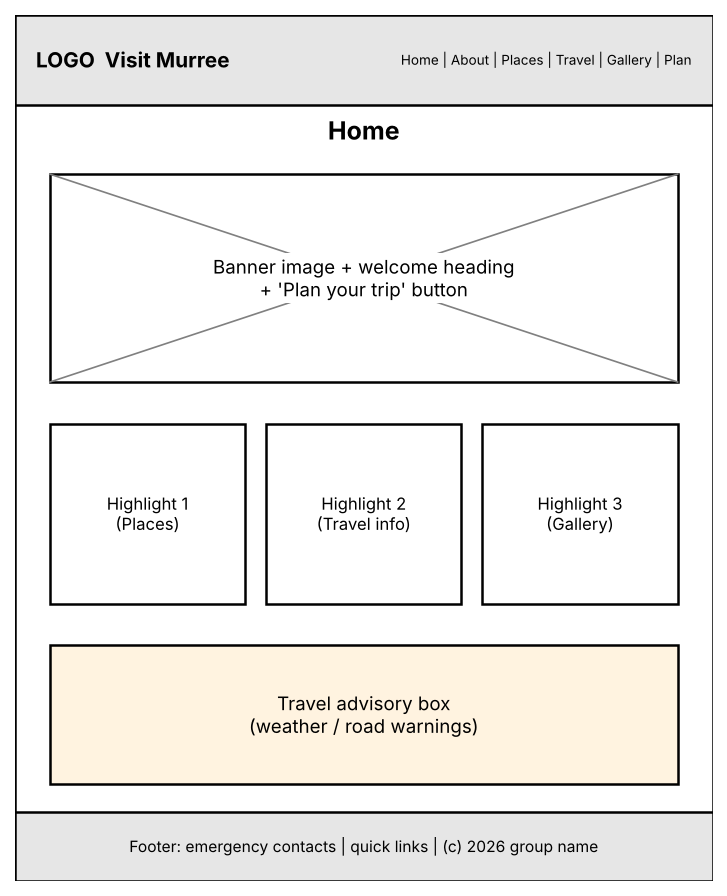 LOGO Visit Murree
Home | About | Places | Travel | Gallery | Plan
Home
Banner image + welcome heading
+ 'Plan your trip' button
Highlight 1
(Places)
Highlight 2
(Travel info)
Highlight 3
(Gallery)
Travel advisory box
(weather / road warnings)
Footer: emergency contacts | quick links | (c) 2026 group name